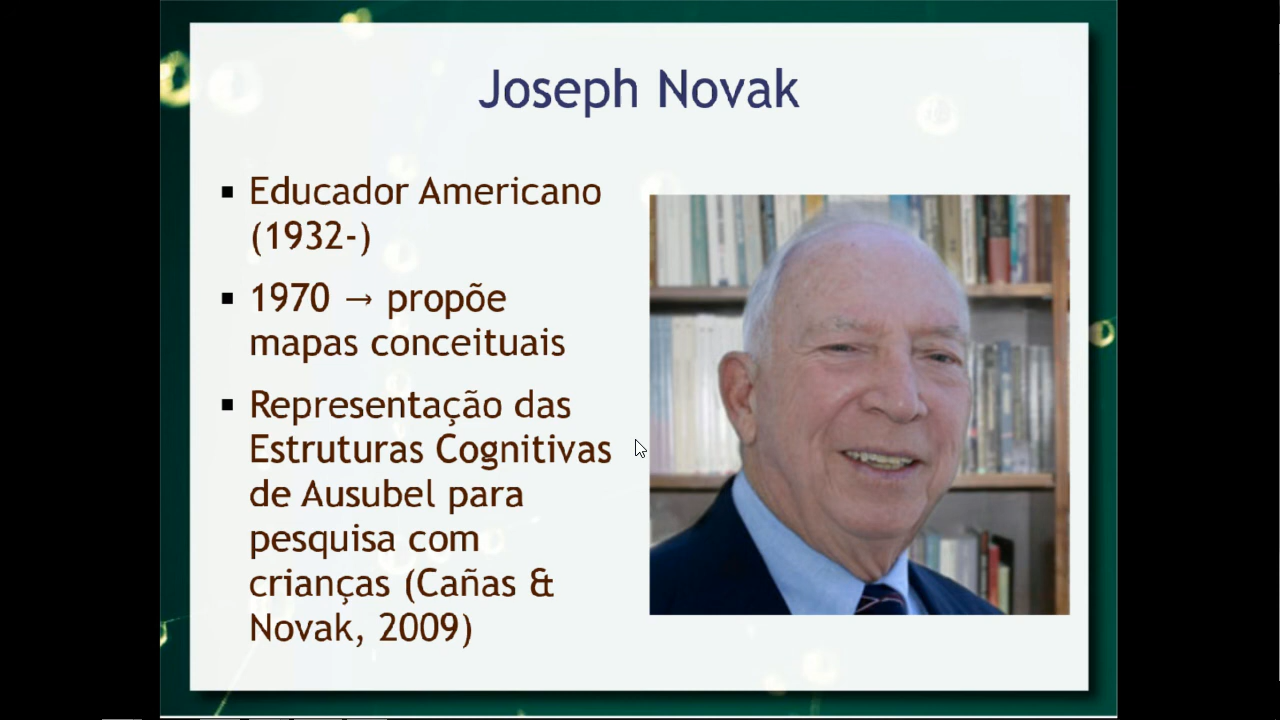 Joseph Novak
▪ Educador Americano
(1932-)
▪ 1970 → propõe
mapas conceituais
▪ Representação das
Estruturas Cognitivas
de Ausubel para
pesquisa com
crianças (Cañas &
Novak, 2009)